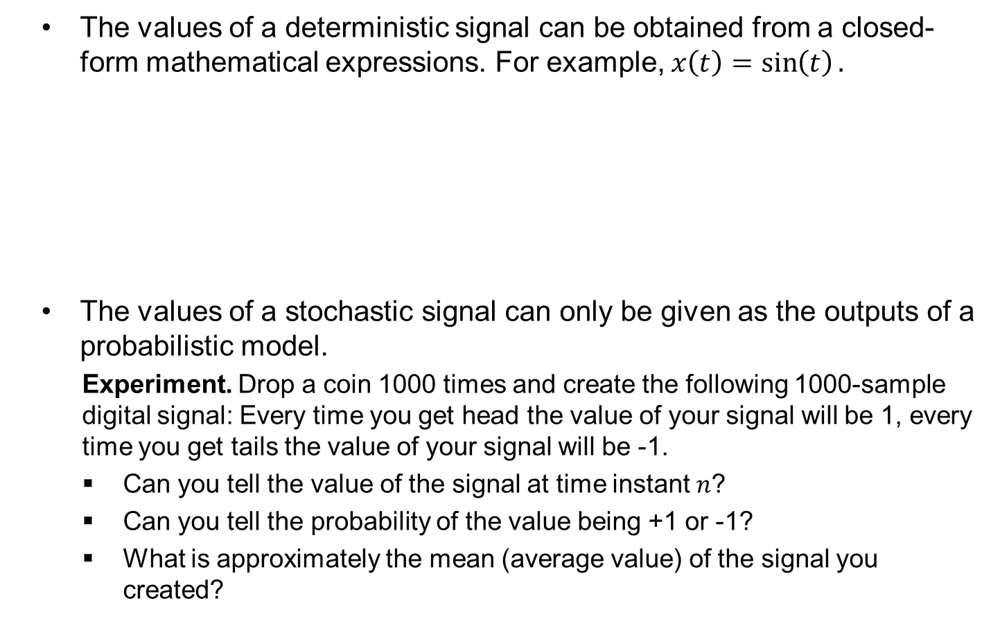 • The values of a deterministic signal can be obtained from a closed-
form mathematical expressions. For example, x(t) = sin(t).
• The values of a stochastic signal can only be given as the outputs of a
probabilistic model.
Experiment. Drop a coin 1000 times and create the following 1000-sample
digital signal: Every time you get head the value of your signal will be 1, every
time you get tails the value of your signal will be -1.
▪ Can you tell the value of the signal at time instant n?
▪ Can you tell the probability of the value being +1 or -1?
▪ What is approximately the mean (average value) of the signal you
created?